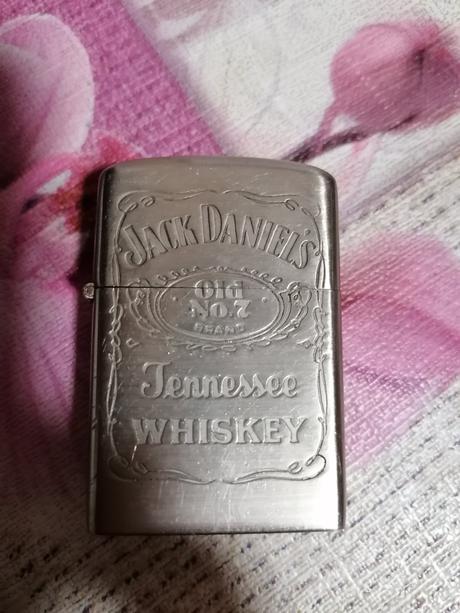 JACK DANIEL'S
Old
No.7
BRAND
Tennessee
WHISKEY